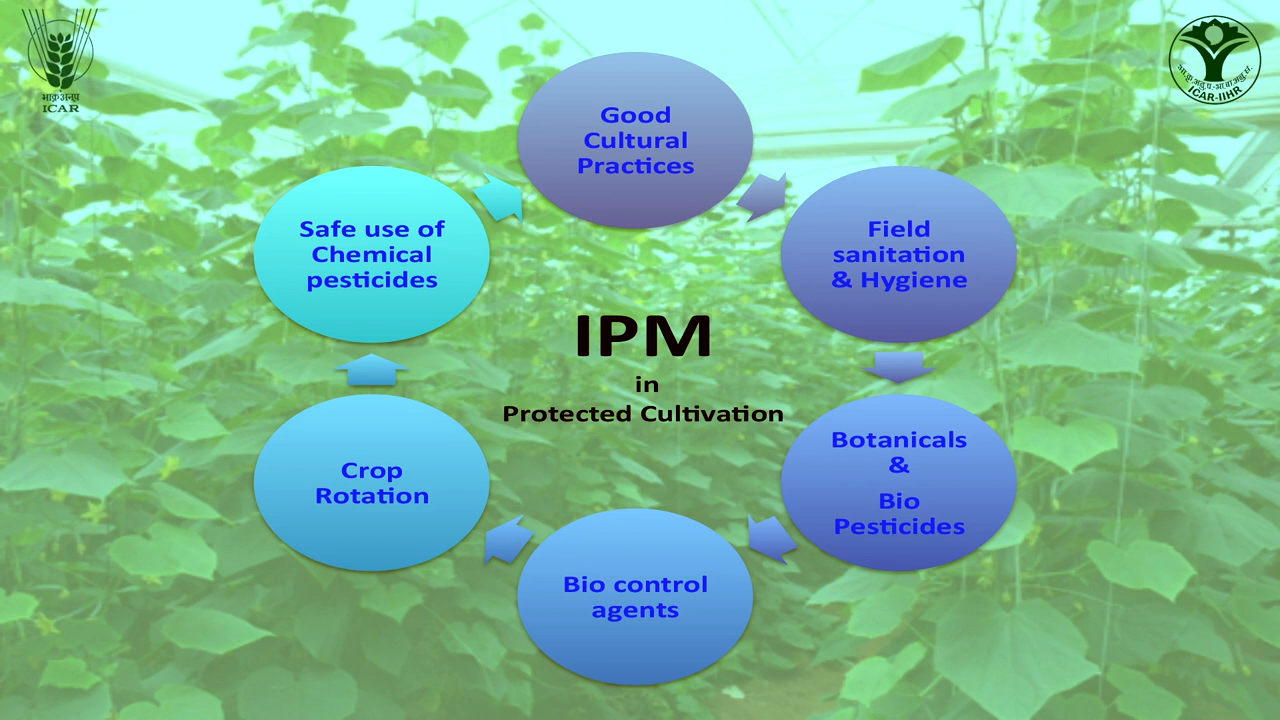 भाकृअनुप
ICAR
ICAR-IIHR
Good
Cultural
Practices
Field
sanitation
& Hygiene
Botanicals
&
Bio
Pesticides
Bio control
agents
Crop
Rotation
Safe use of
Chemical
pesticides
IPM
in
Protected Cultivation